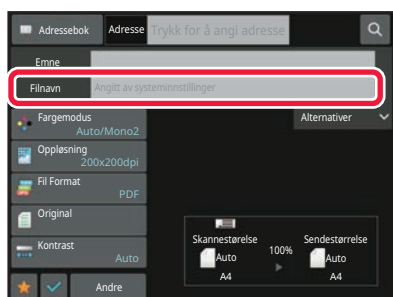 Adressebok Adresse Trykk for å angi adresse
Emne
Filnavn Angitt av systeminnstillinger
Fargemodus
Auto/Mono2
Alternativer
Oppløsning
200x200dpi
Fil Format
PDF
Original
Kontrast
Auto
Skannestørelse
100%
Sendestørrelse
Auto
Auto
A4
A4
Andre